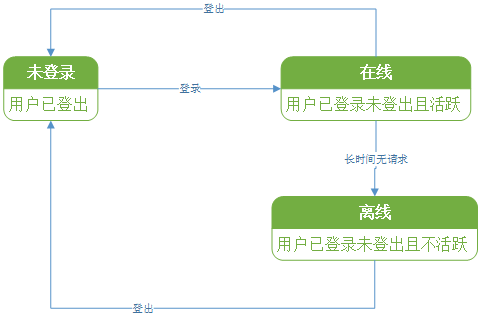 登出
未登录
用户已登出
登录
在线
用户已登录未登出且活跃
长时间无请求
离线
用户已登录未登出且不活跃
登出